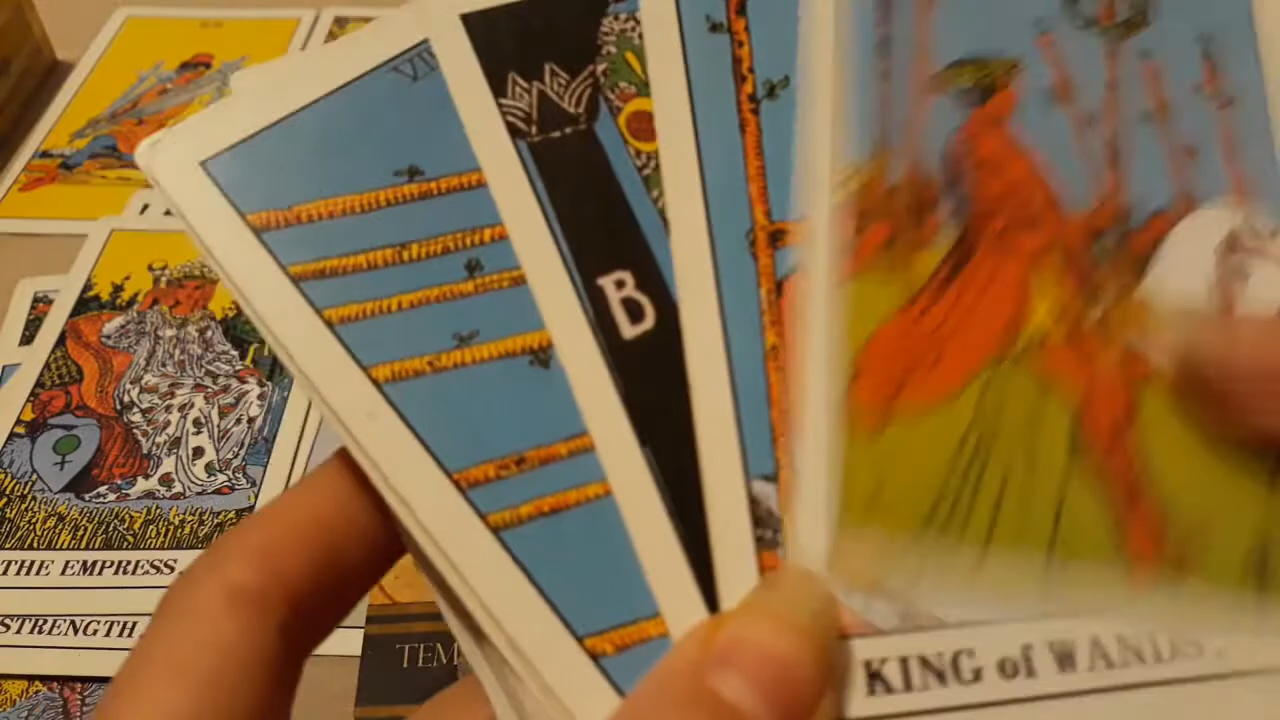 VII
B
THE EMPRESS
STRENGTH
TEM
KING of WANDS